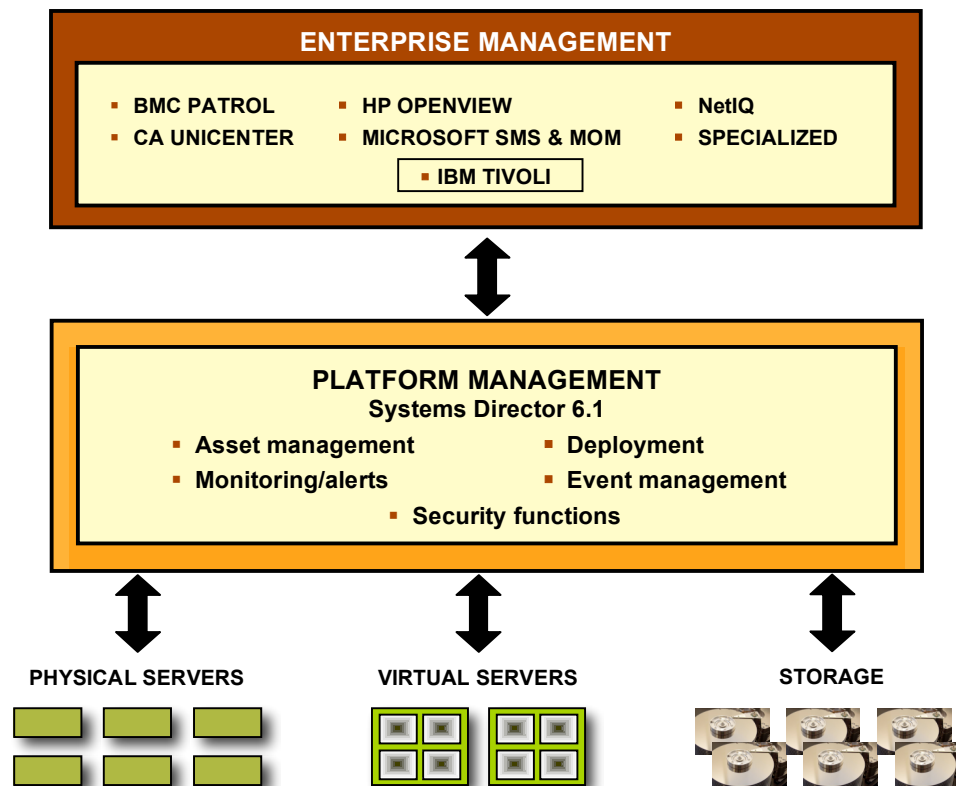 ENTERPRISE MANAGEMENT
▪ BMC PATROL ▪ HP OPENVIEW ▪ NetIQ
▪ CA UNICENTER ▪ MICROSOFT SMS & MOM ▪ SPECIALIZED
▪ IBM TIVOLI
PLATFORM MANAGEMENT
Systems Director 6.1
▪ Asset management ▪ Deployment
▪ Monitoring/alerts ▪ Event management
▪ Security functions
PHYSICAL SERVERS VIRTUAL SERVERS STORAGE